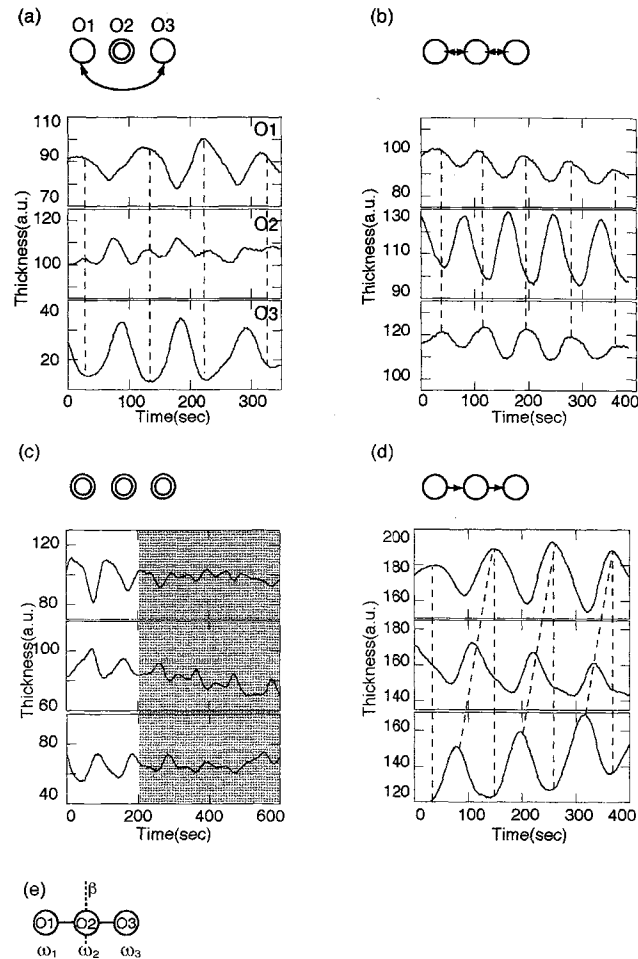 (a)
O1 O2 O3
Thickness(a.u.)
110
90
70
O1
120
100
O2
40
20
O3
0 100 200 300
Time(sec)
(b)
Thickness(a.u.)
100
80
130
110
90
120
100
0 100 200 300 400
Time(sec)
(c)
Thickness(a.u.)
120
80
100
60
80
40
0 200 400 600
Time(sec)
(d)
Thickness(a.u.)
200
180
160
180
160
140
160
140
120
100 200 300 400
Time(sec)
(e)
β
O1 O2 O3
ω1 ω2 ω3